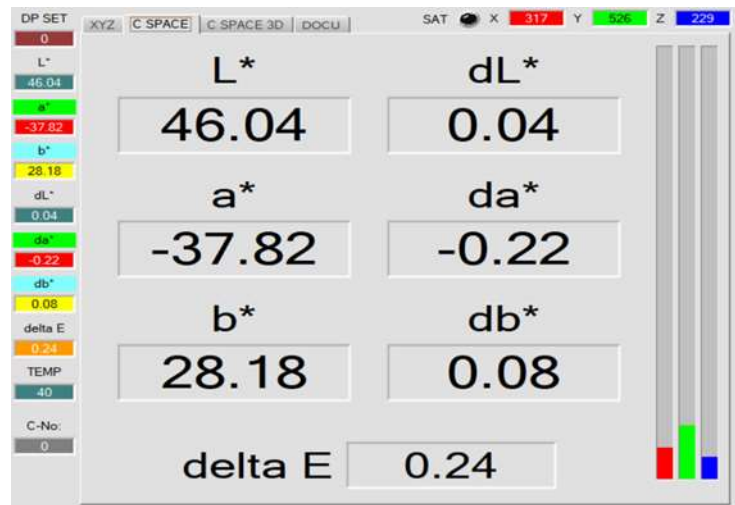 DP SET
0
L*
46.04
a*
-37.82
b*
28.18
dL*
0.04
da*
-0.22
db*
0.08
delta E
0.24
TEMP
40
C-No:
0
XYZ C SPACE C SPACE 3D DOCU
SAT X 317 Y 526 Z 229
L* dL*
46.04 0.04
a* da*
-37.82 -0.22
b* db*
28.18 0.08
delta E 0.24